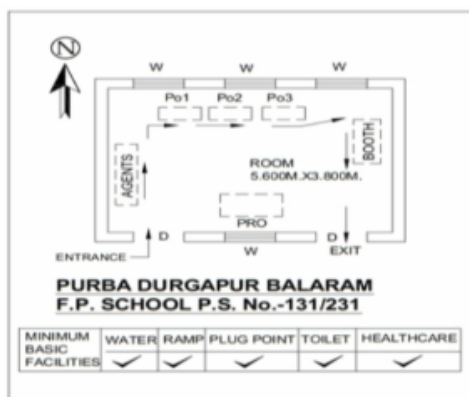 N
W W W
Po1 Po2 Po3
AGENTS
BOOTH
ROOM
5.600M.X3.800M.
PRO
D D
ENTRANCE
W
EXIT
PURBA DURGAPUR BALARAM
F.P. SCHOOL P.S. No.-131/231
MINIMUM
BASIC
FACILITIES
WATER RAMP PLUG POINT TOILET HEALTHCARE